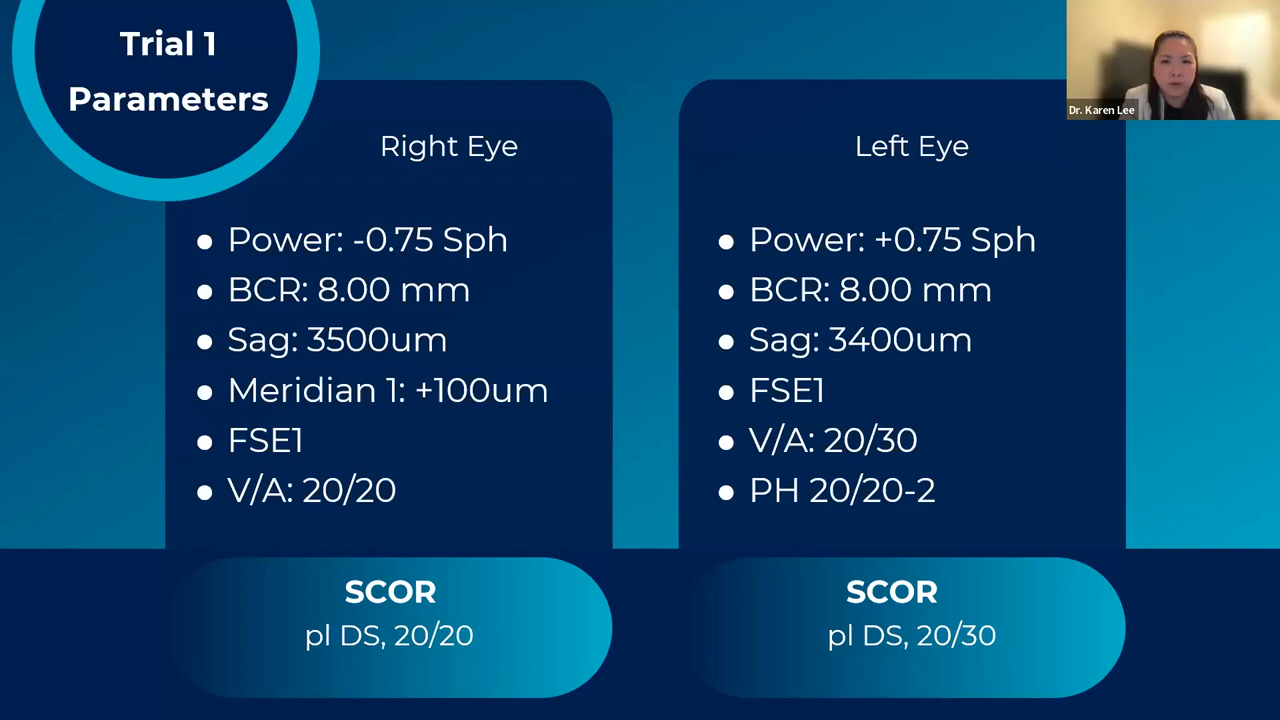 Trial 1
Parameters
Dr. Karen Lee
Right Eye
● Power: -0.75 Sph
● BCR: 8.00 mm
● Sag: 3500um
● Meridian 1: +100um
● FSE1
● V/A: 20/20
SCOR
pl DS, 20/20
Left Eye
● Power: +0.75 Sph
● BCR: 8.00 mm
● Sag: 3400um
● FSE1
● V/A: 20/30
● PH 20/20-2
SCOR
pl DS, 20/30